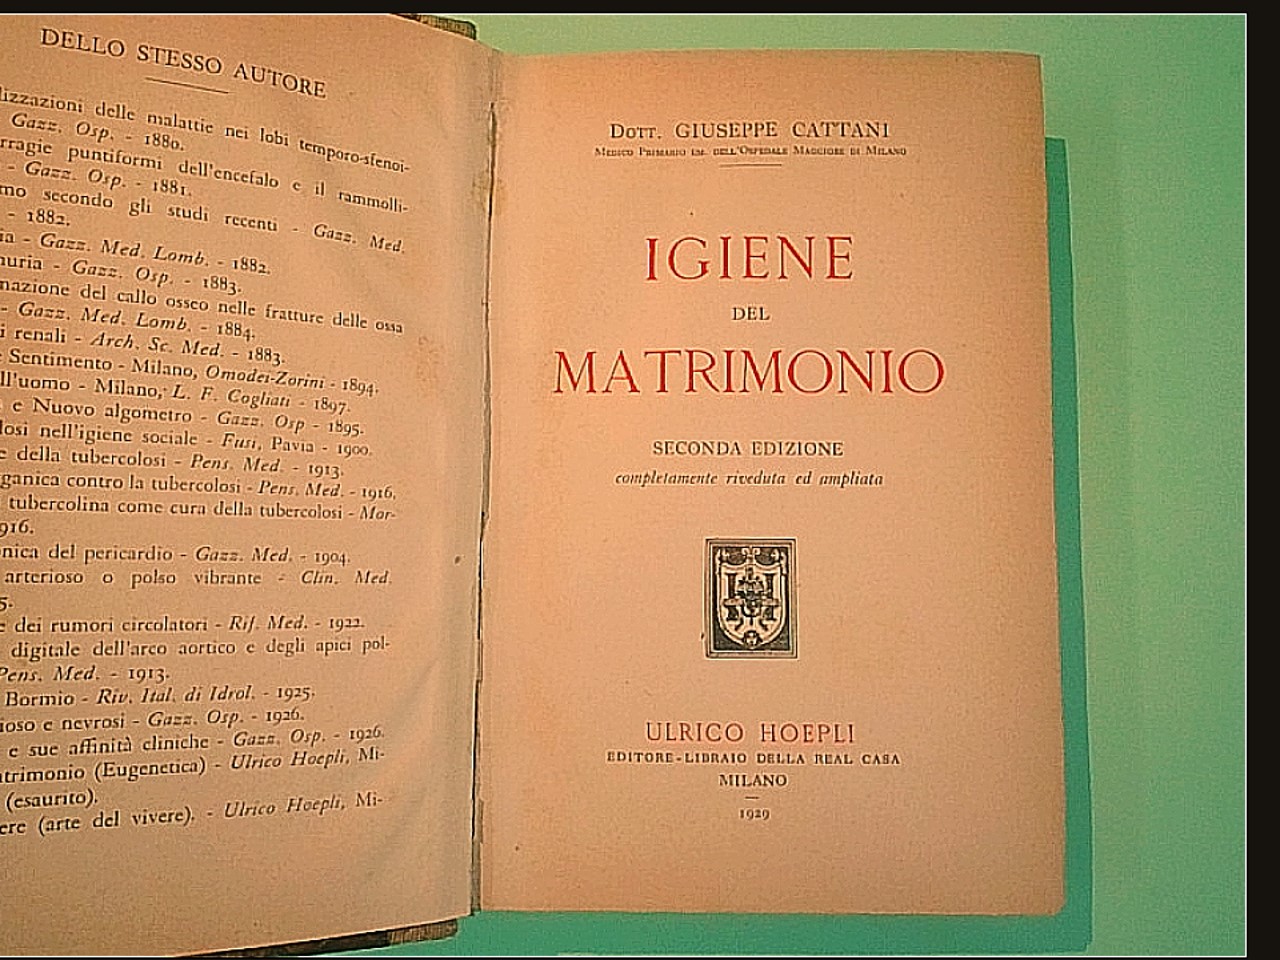 DELLO STESSO AUTORE
lizzazioni delle malattie nei lobi temporo-sfenoi-
Gazz. Osp. - 1880.
rragie puntiformi dell'encefalo e il rammolli-
- Gazz. Osp. - 1881.
mo secondo gli studi recenti - Gazz. Med.
- 1882.
ia - Gazz. Med. Lomb. - 1882.
nuria - Gazz. Osp. - 1883.
mazione del callo osseo nelle fratture delle ossa
- Gazz. Med. Lomb. - 1884.
i renali - Arch. Sc. Med. - 1883.
e Sentimento - Milano, Omodei-Zorini - 1894.
ll'uomo - Milano, L. F. Cogliati - 1897.
e Nuovo algometro - Gazz. Osp - 1895.
losi nell'igiene sociale - Fusi, Pavia - 1900.
e della tubercolosi - Pens. Med. - 1913.
rganica contro la tubercolosi - Pens. Med. - 1916.
tubercolina come cura della tubercolosi - Mor-
916.
onica del pericardio - Gazz. Med. - 1904.
arterioso o polso vibrante - Clin. Med.
5.
e dei rumori circolatori - Rif. Med. - 1922.
digitale dell'arco aortico e degli apici pol-
Pens. Med. - 1913.
Bormio - Riv. Ital. di Idrol. - 1925.
ioso e nevrosi - Gazz. Osp. - 1926.
e sue affinità cliniche - Gazz. Osp. - 1926.
atrimonio (Eugenetica) - Ulrico Hoepli, Mi-
(esaurito).
ere (arte del vivere). - Ulrico Hoepli, Mi-
DOTT. GIUSEPPE CATTANI
MEDICO PRIMARIO EM. DELL'OSPEDALE MAGGIORE DI MILANO
IGIENE
DEL
MATRIMONIO
SECONDA EDIZIONE
completamente riveduta ed ampliata
ULRICO HOEPLI
EDITORE-LIBRAIO DELLA REAL CASA
MILANO
1929